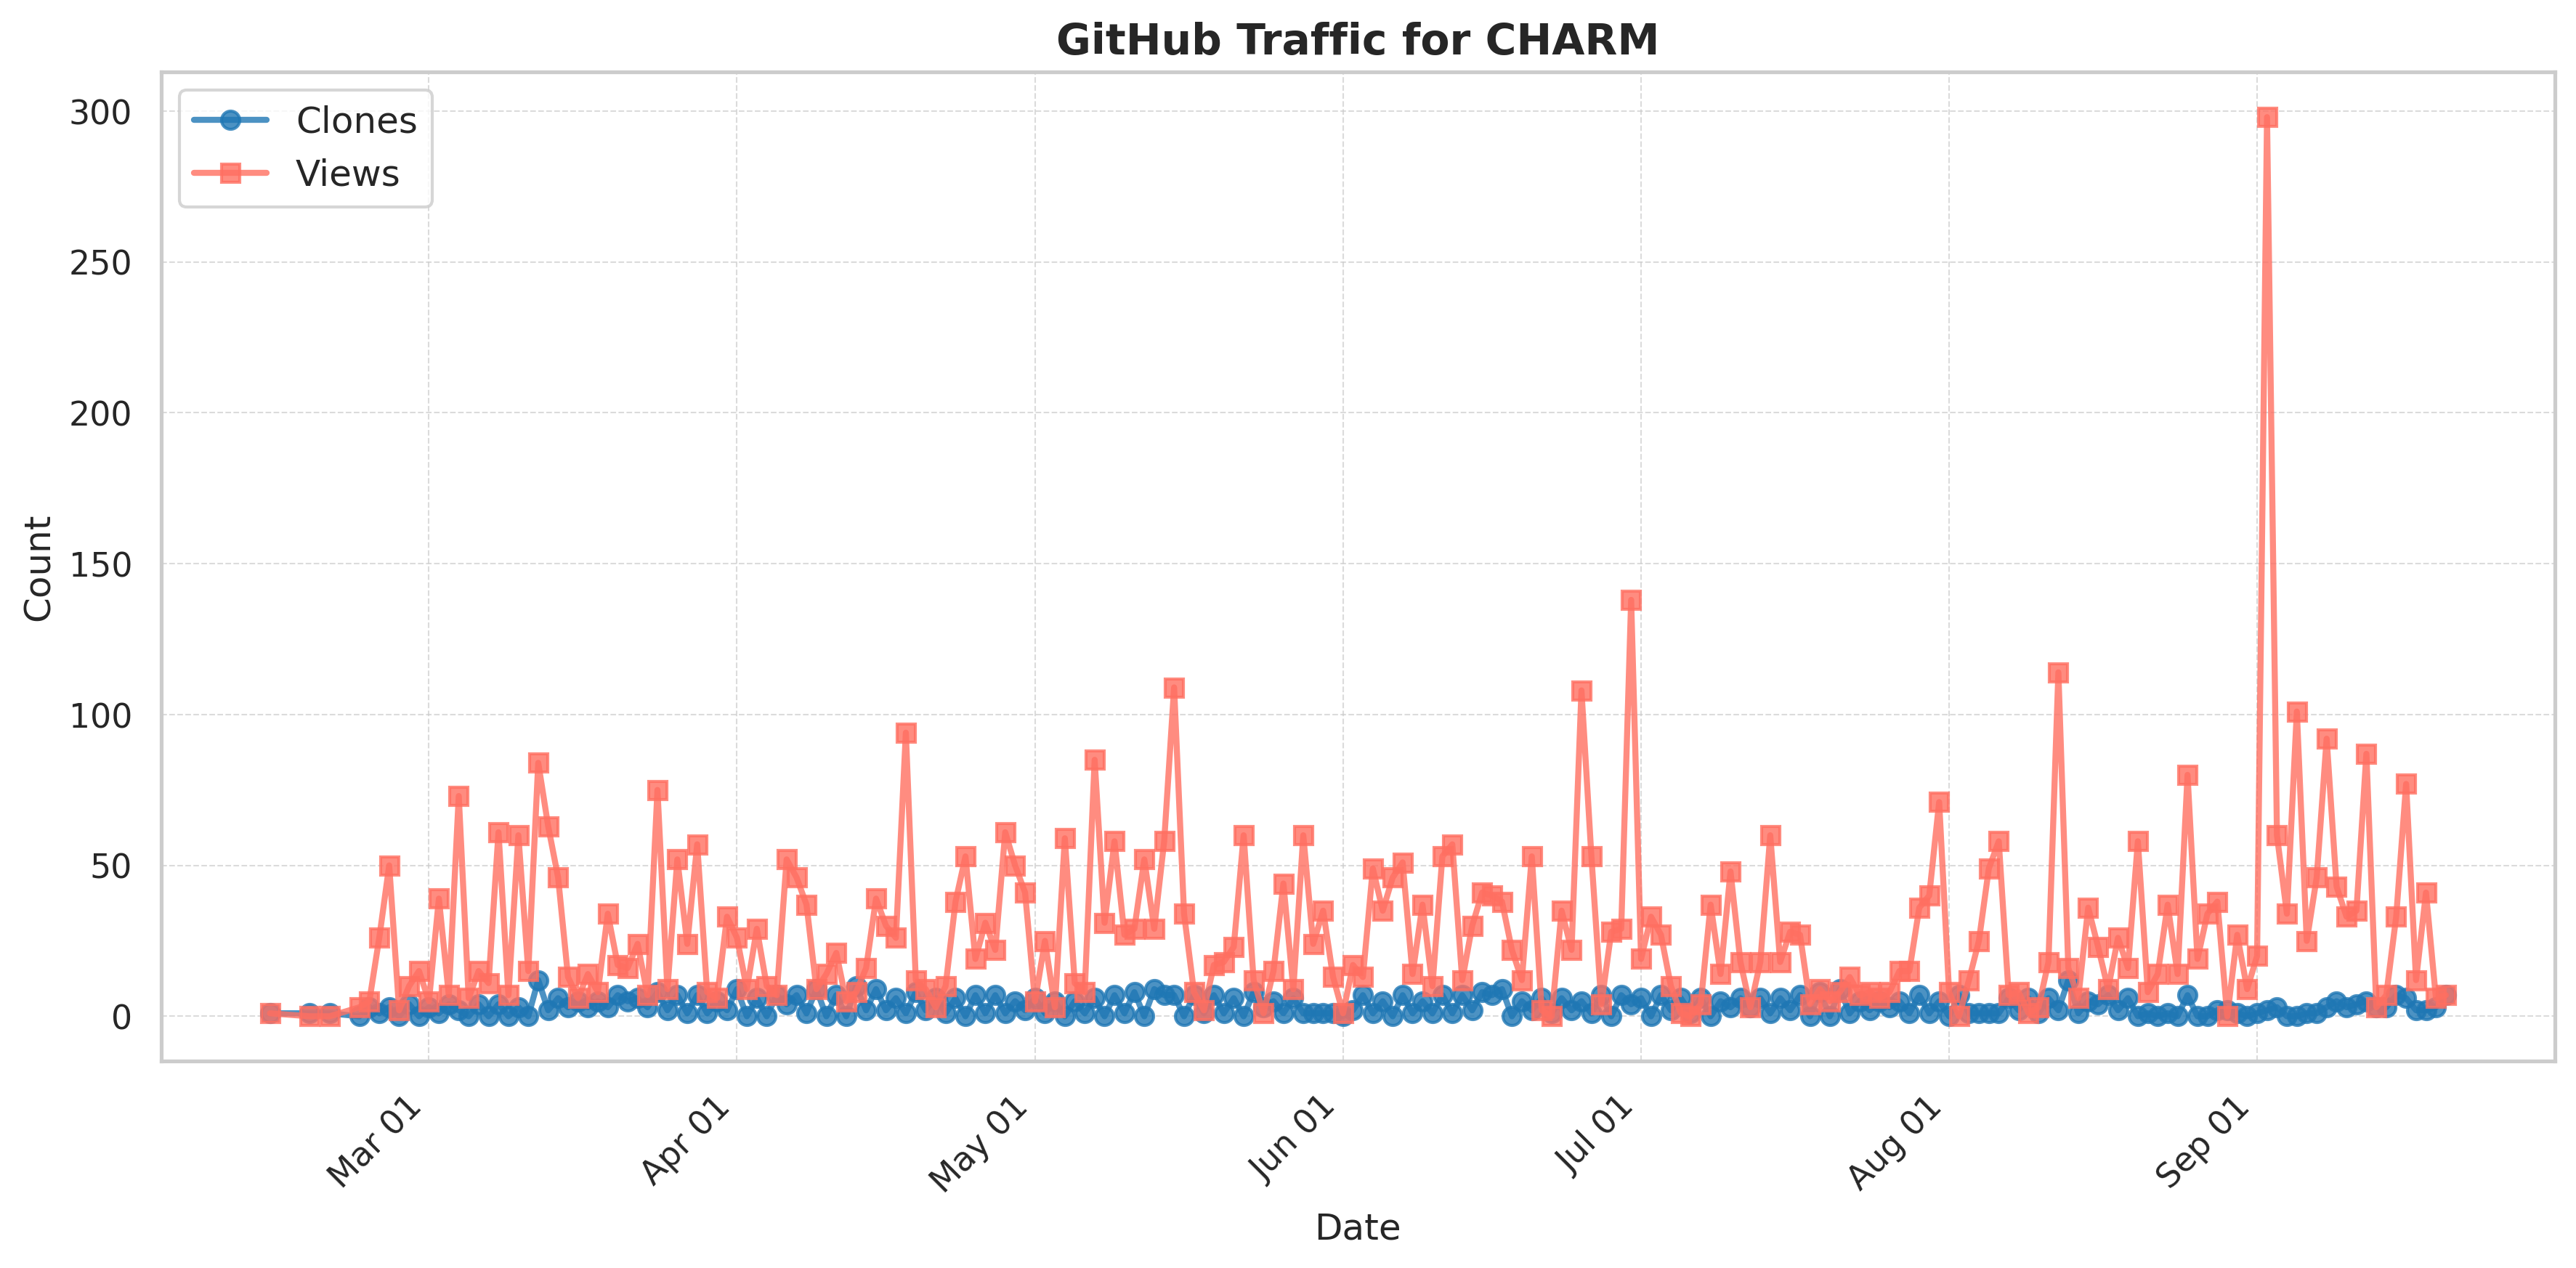 GitHub Traffic for CHARM
Clones
Views
300
250
200
150
100
50
0
Count
Mar 01
Apr 01
May 01
Jun 01
Jul 01
Aug 01
Sep 01
Date